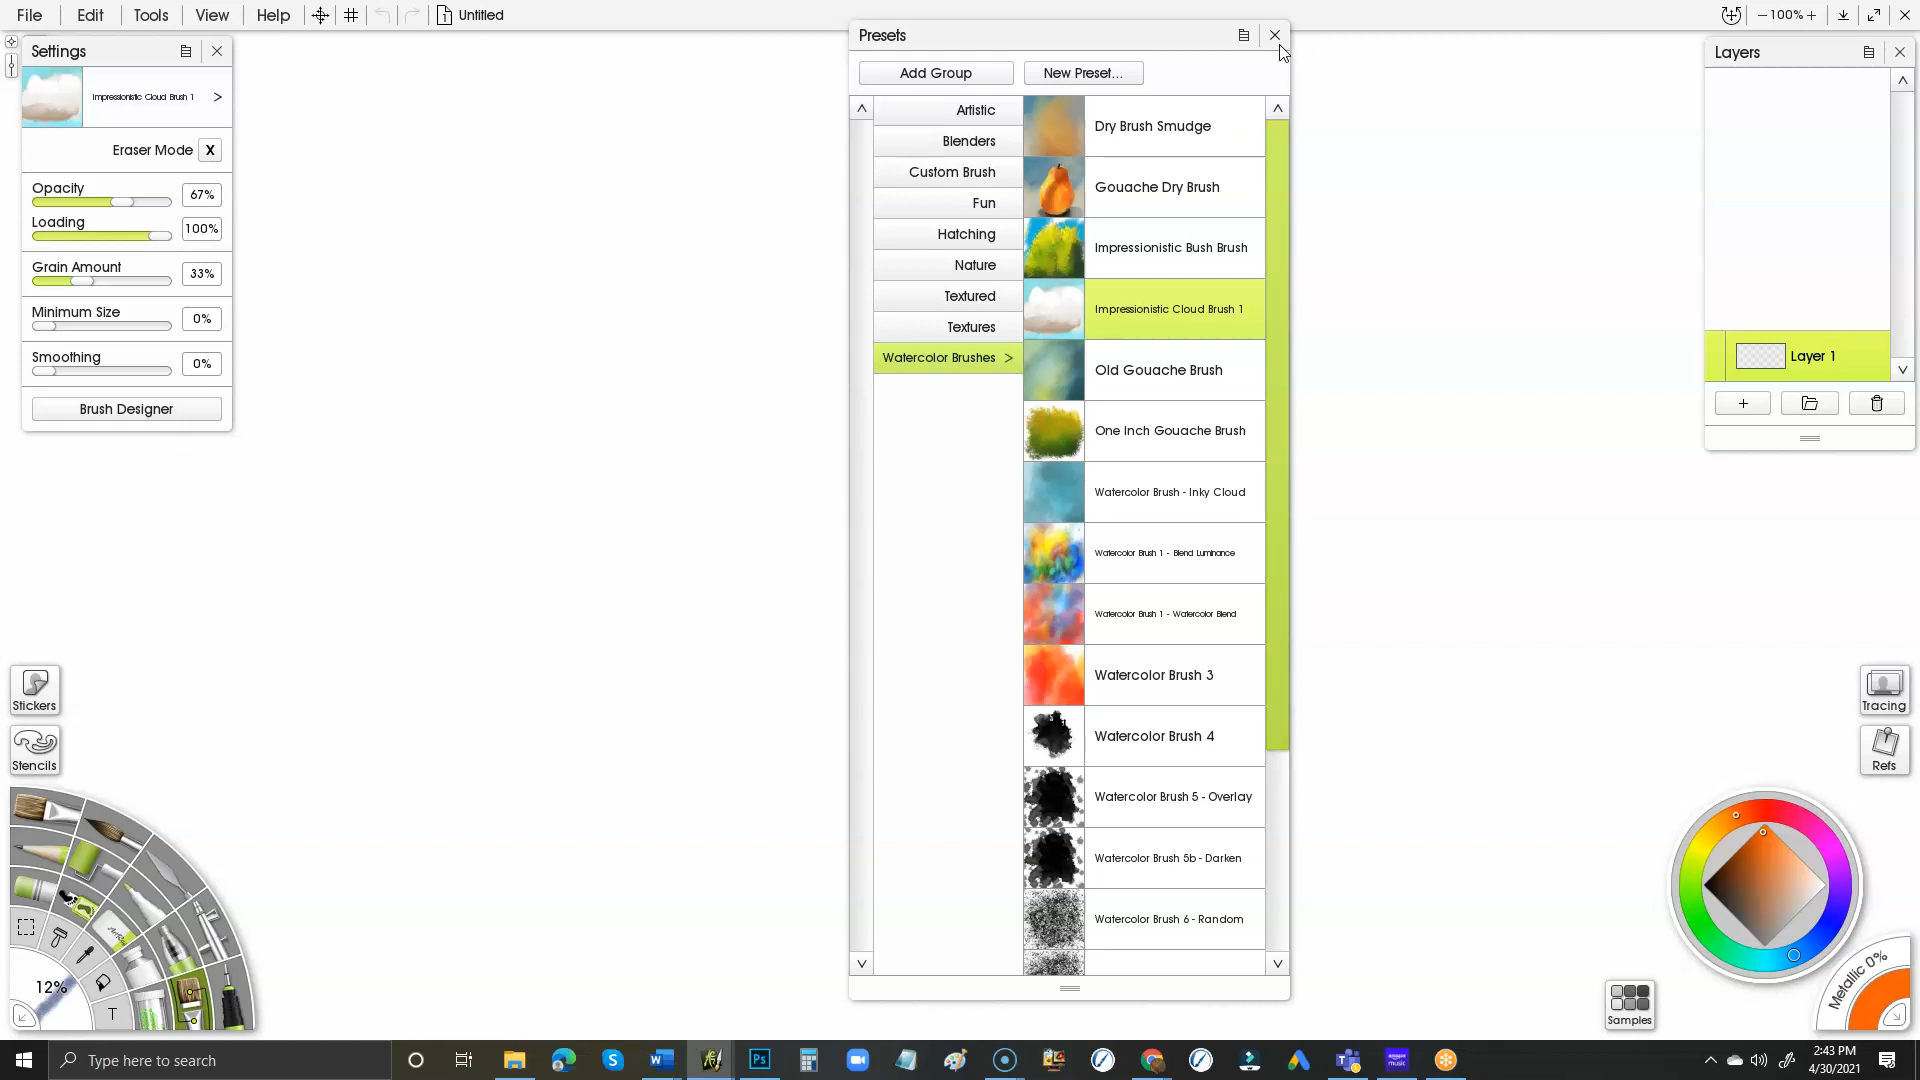 File Edit Tools View Help Untitled 100%
Settings
Impressionistic Cloud Brush 1 >
Eraser Mode X
Opacity 67%
Loading 100%
Grain Amount 33%
Minimum Size 0%
Smoothing 0%
Brush Designer
Presets
Add Group New Preset...
Artistic
Blenders
Custom Brush
Fun
Hatching
Nature
Textured
Textures
Watercolor Brushes >
Dry Brush Smudge
Gouache Dry Brush
Impressionistic Bush Brush
Impressionistic Cloud Brush 1
Old Gouache Brush
One Inch Gouache Brush
Watercolor Brush - Inky Cloud
Watercolor Brush 1 - Blend Luminance
Watercolor Brush 1 - Watercolor Blend
Watercolor Brush 3
Watercolor Brush 4
Watercolor Brush 5 - Overlay
Watercolor Brush 5b - Darken
Watercolor Brush 6 - Random
Layers
Layer 1
Stickers
Stencils
12%
T
Tracing
Refs
Metallic 0%
Samples
Type here to search
2:43 PM
4/30/2021